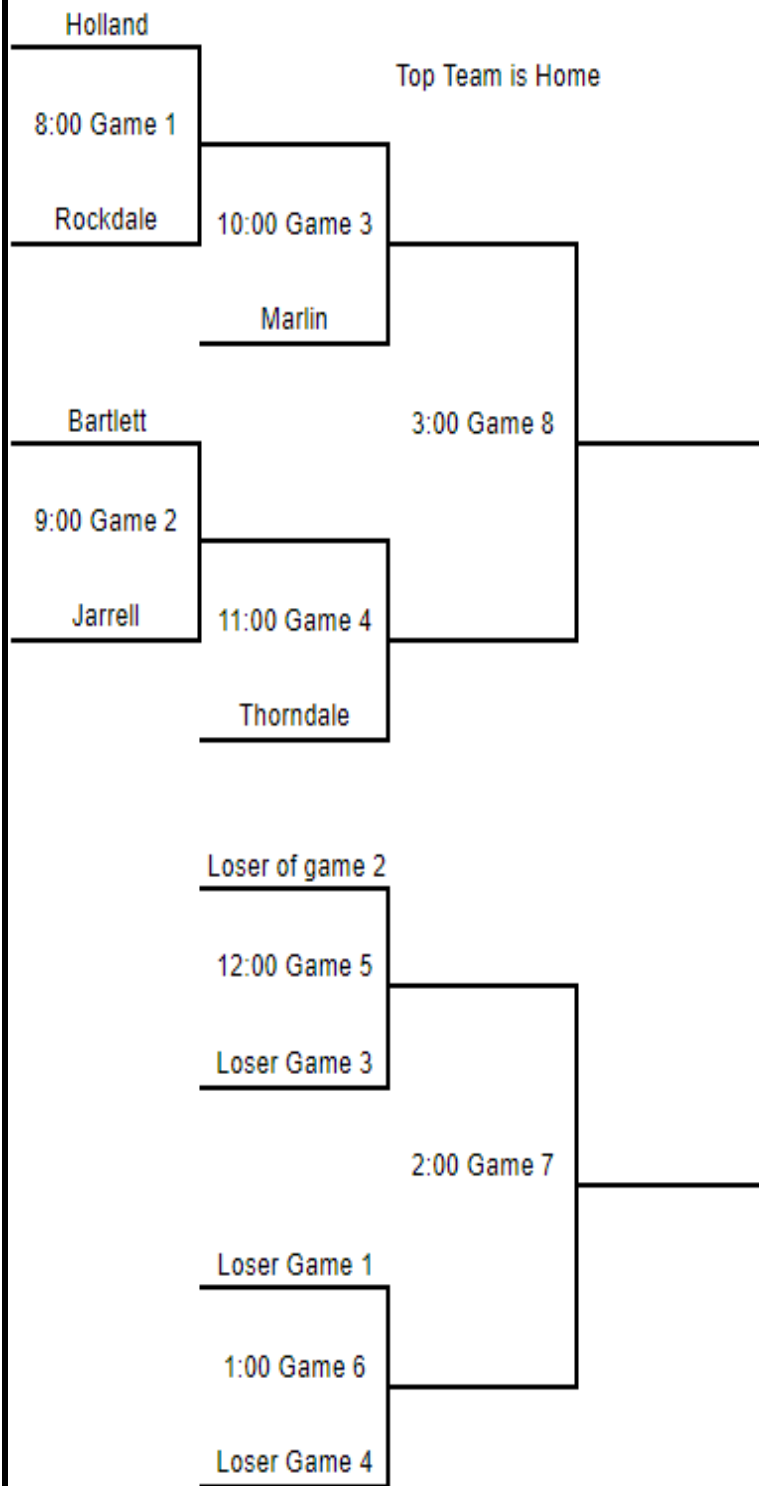 Holland
Top Team is Home
8:00 Game 1
Rockdale
10:00 Game 3
Marlin
Bartlett
3:00 Game 8
9:00 Game 2
Jarrell
11:00 Game 4
Thorndale
Loser of game 2
12:00 Game 5
Loser Game 3
2:00 Game 7
Loser Game 1
1:00 Game 6
Loser Game 4